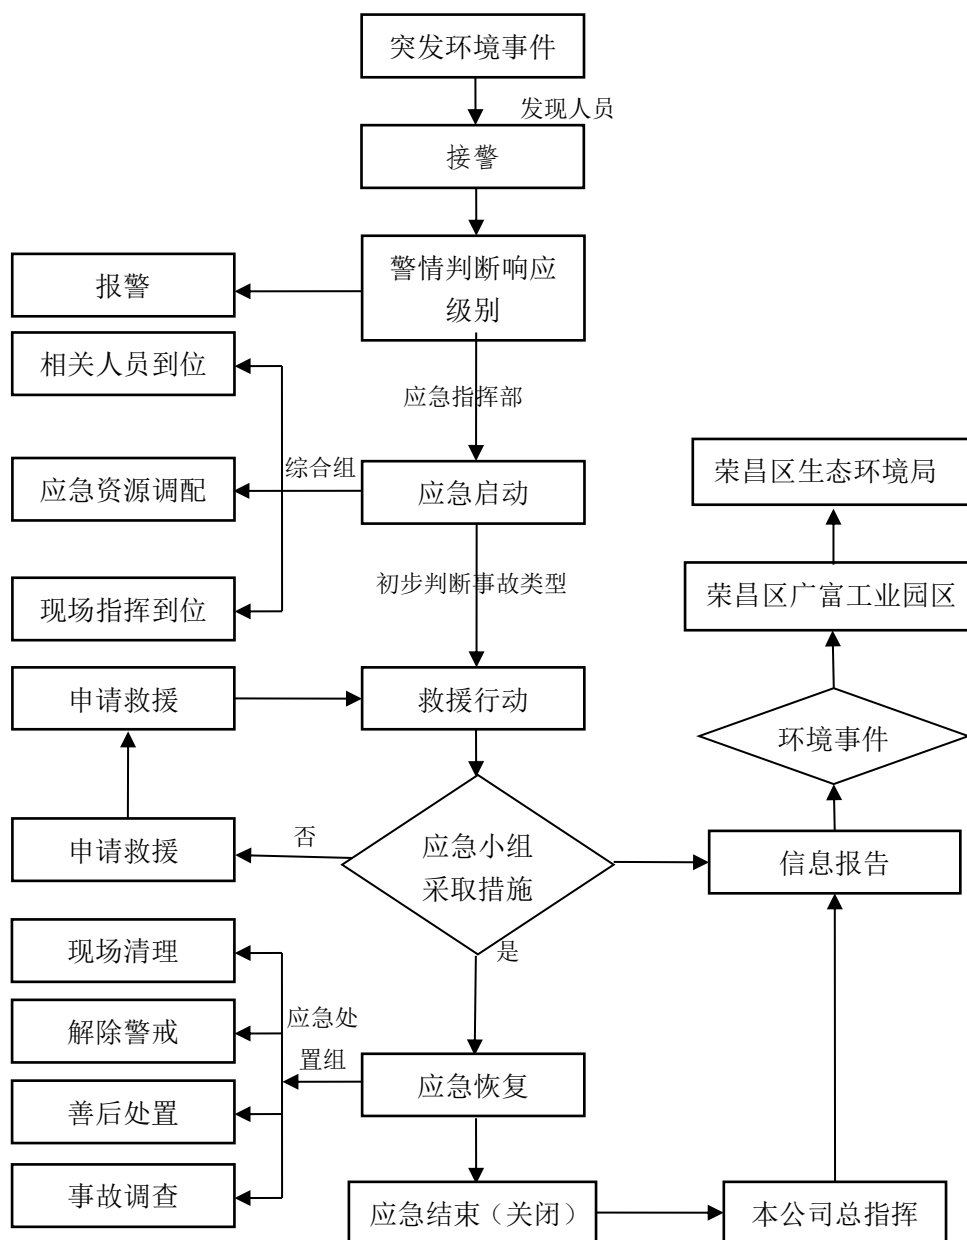 突发环境事件
发现人员
接警
警情判断响应
级别
报警
相关人员到位
应急指挥部
综合组
应急资源调配
应急启动
荣昌区生态环境局
初步判断事故类型
荣昌区广富工业园区
现场指挥到位
申请救援
救援行动
环境事件
否
申请救援
应急小组
采取措施
信息报告
是
现场清理
解除警戒
应急处
置组
应急恢复
善后处置
事故调查
应急结束（关闭）
本公司总指挥